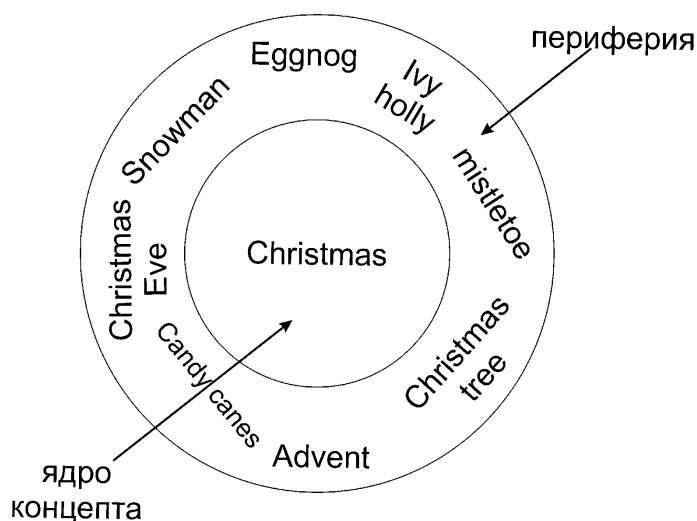 периферия
Eggnog
Ivy
holly
mistletoe
Snowman
Christmas
Eve
Christmas
Christmas
tree
Candy canes
Advent
ядро
концепта